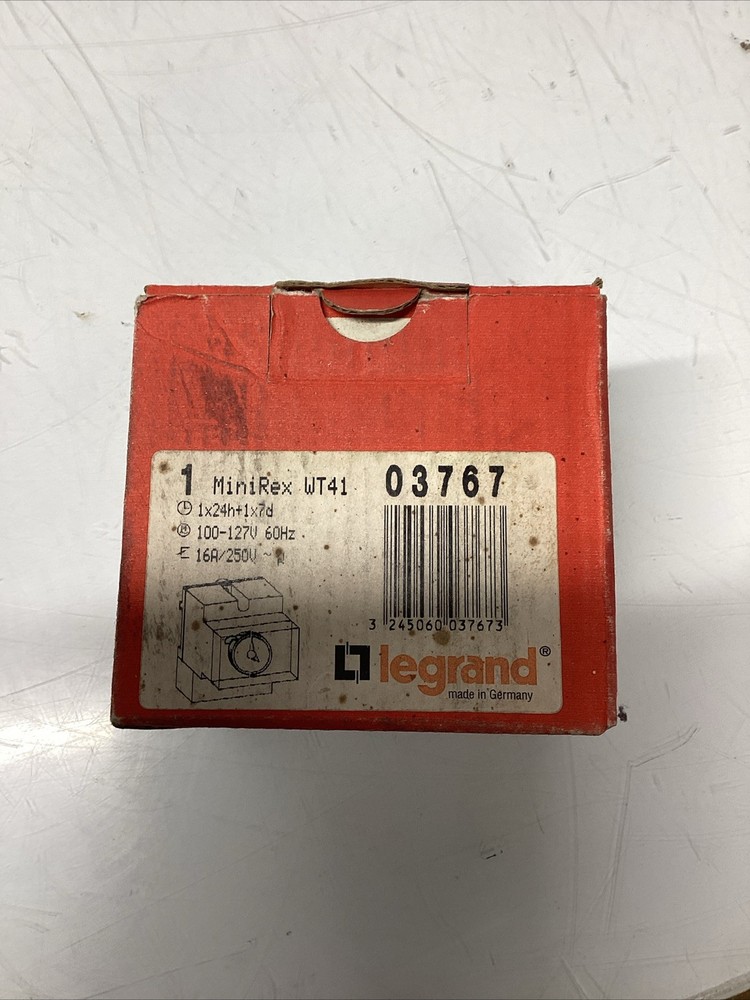 1 MiniRex WT41 03767
1x24h+1x7d
100-127V 60Hz
16A/250V ~
3 245060 037673
legrand®
made in Germany